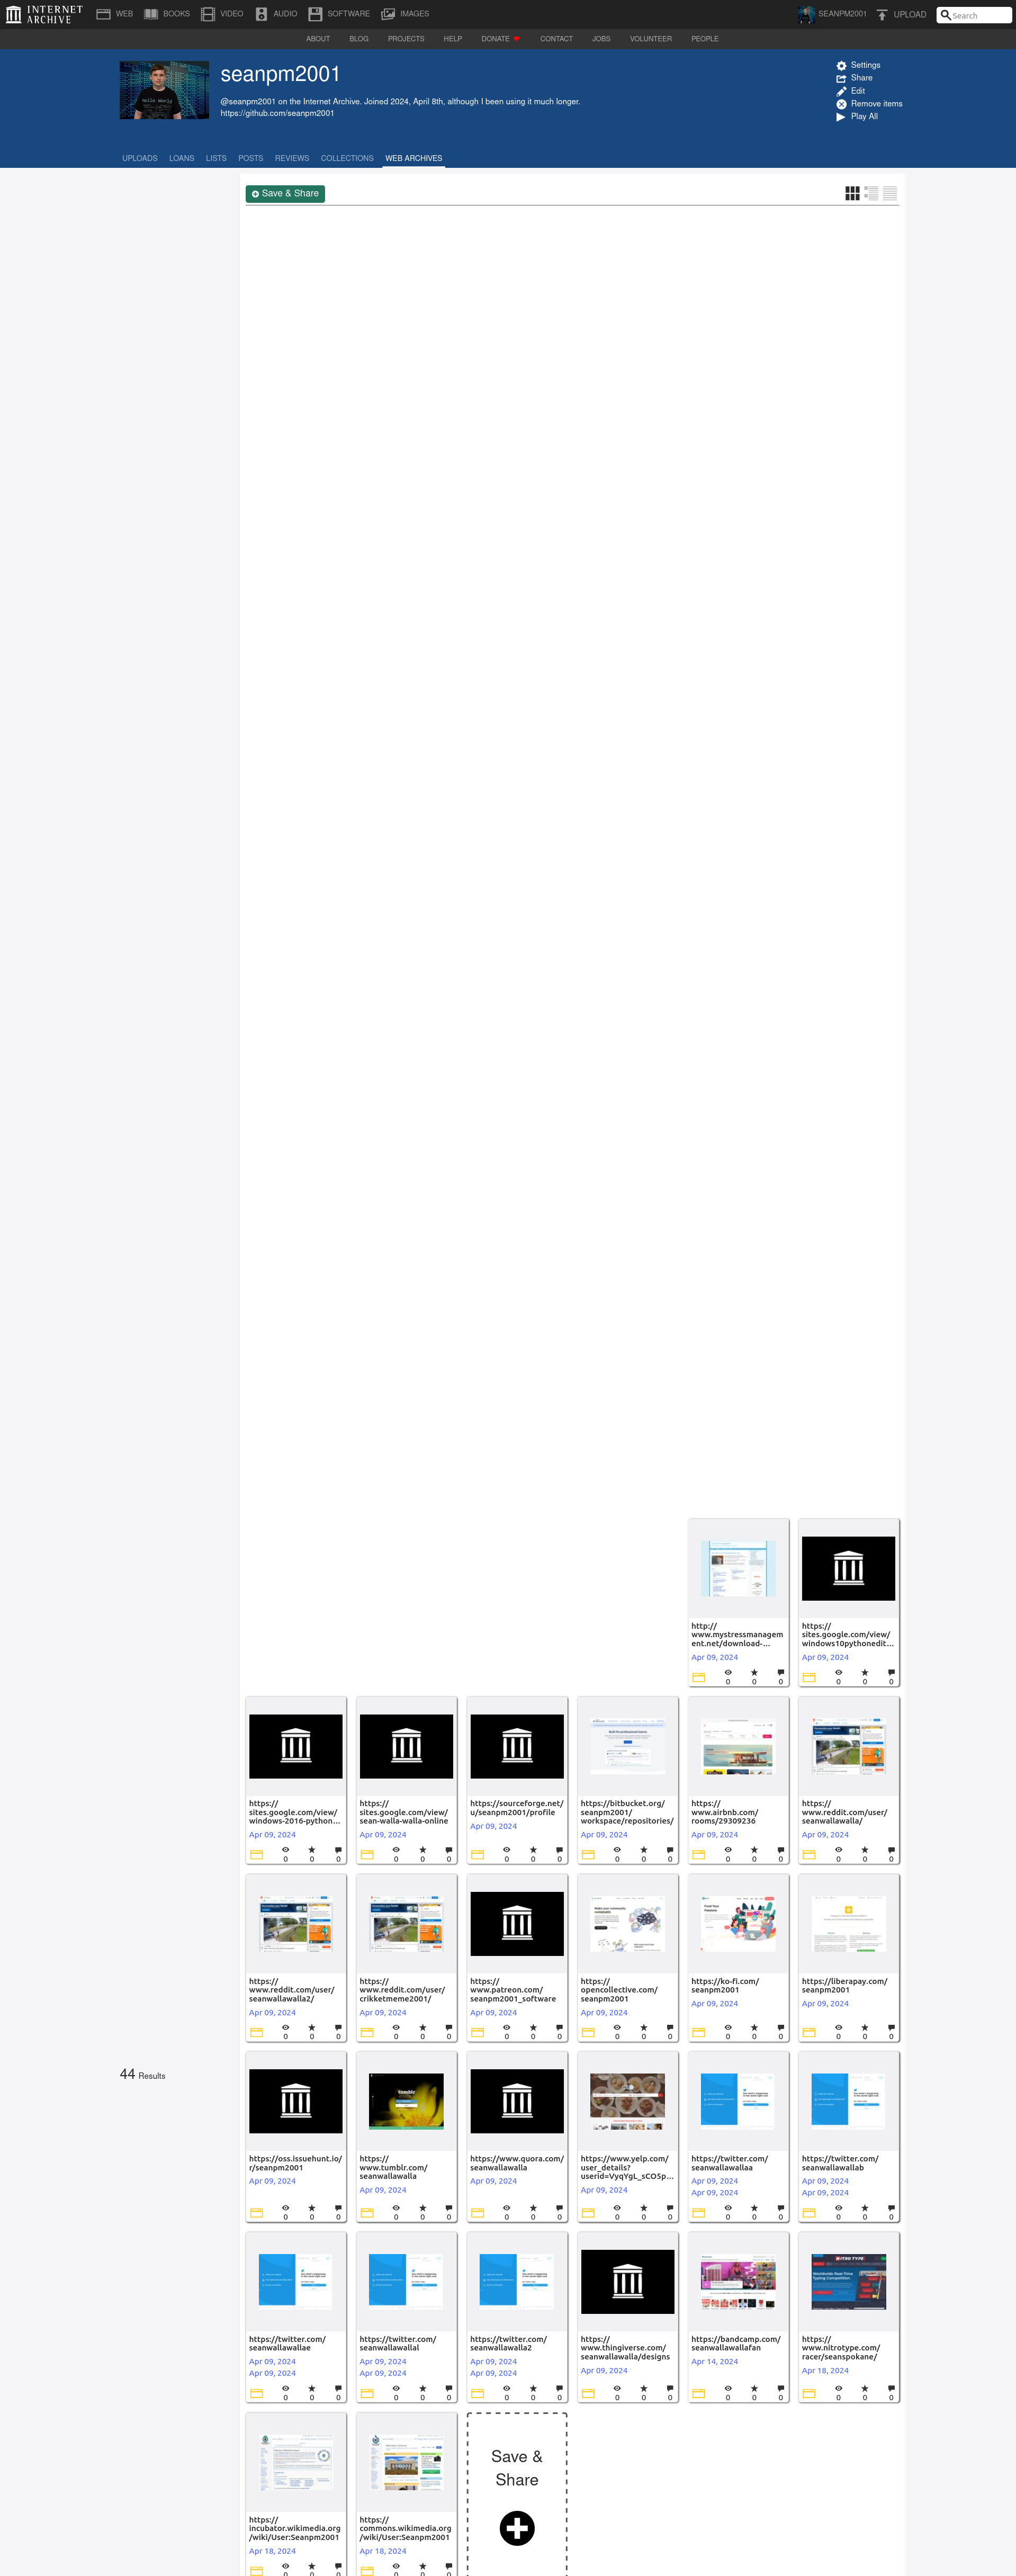 INTERNET ARCHIVE WEB BOOKS VIDEO AUDIO SOFTWARE IMAGES SEANPM2001 UPLOAD Search
ABOUT BLOG PROJECTS HELP DONATE CONTACT JOBS VOLUNTEER PEOPLE
seanpm2001
@seanpm2001 on the Internet Archive. Joined 2024, April 8th, although I been using it much longer.
https://github.com/seanpm2001
Settings
Share
Edit
Remove items
Play All
UPLOADS LOANS LISTS POSTS REVIEWS COLLECTIONS WEB ARCHIVES
Save & Share
44 Results
http://
www.mystressmanagem
ent.net/download-...
Apr 09, 2024
0 0 0
https://
sites.google.com/view/
windows10pythonedit...
Apr 09, 2024
0 0 0
https://
sites.google.com/view/
windows-2016-python...
Apr 09, 2024
0 0 0
https://
sites.google.com/view/
sean-walla-walla-online
Apr 09, 2024
0 0 0
https://sourceforge.net/
u/seanpm2001/profile
Apr 09, 2024
0 0 0
https://bitbucket.org/
seanpm2001/
workspace/repositories/
Apr 09, 2024
0 0 0
https://
www.airbnb.com/
rooms/29309236
Apr 09, 2024
0 0 0
https://
www.reddit.com/user/
seanwallawalla/
Apr 09, 2024
0 0 0
https://
www.reddit.com/user/
seanwallawalla2/
Apr 09, 2024
0 0 0
https://
www.reddit.com/user/
crikketmeme2001/
Apr 09, 2024
0 0 0
https://
www.patreon.com/
seanpm2001_software
Apr 09, 2024
0 0 0
https://
opencollective.com/
seanpm2001
Apr 09, 2024
0 0 0
https://ko-fi.com/
seanpm2001
Apr 09, 2024
0 0 0
https://liberapay.com/
seanpm2001
Apr 09, 2024
0 0 0
https://oss.issuehunt.io/
r/seanpm2001
Apr 09, 2024
0 0 0
https://
www.tumblr.com/
seanwallawalla
Apr 09, 2024
0 0 0
https://www.quora.com/
seanwallawalla
Apr 09, 2024
0 0 0
https://www.yelp.com/
user_details?
userid=VyqYgL_sCOSp...
Apr 09, 2024
0 0 0
https://twitter.com/
seanwallawallaa
Apr 09, 2024
Apr 09, 2024
0 0 0
https://twitter.com/
seanwallawallab
Apr 09, 2024
Apr 09, 2024
0 0 0
https://twitter.com/
seanwallawallae
Apr 09, 2024
Apr 09, 2024
0 0 0
https://twitter.com/
seanwallawallal
Apr 09, 2024
Apr 09, 2024
0 0 0
https://twitter.com/
seanwallawalla2
Apr 09, 2024
Apr 09, 2024
0 0 0
https://
www.thingiverse.com/
seanwallawalla/designs
Apr 09, 2024
0 0 0
https://bandcamp.com/
seanwallawallafan
Apr 14, 2024
0 0 0
https://
www.nitrotype.com/
racer/seanspokane/
Apr 18, 2024
0 0 0
https://
incubator.wikimedia.org
/wiki/User:Seanpm2001
Apr 18, 2024
0 0 0
https://
commons.wikimedia.org
/wiki/User:Seanpm2001
Apr 18, 2024
0 0 0
Save &
Share